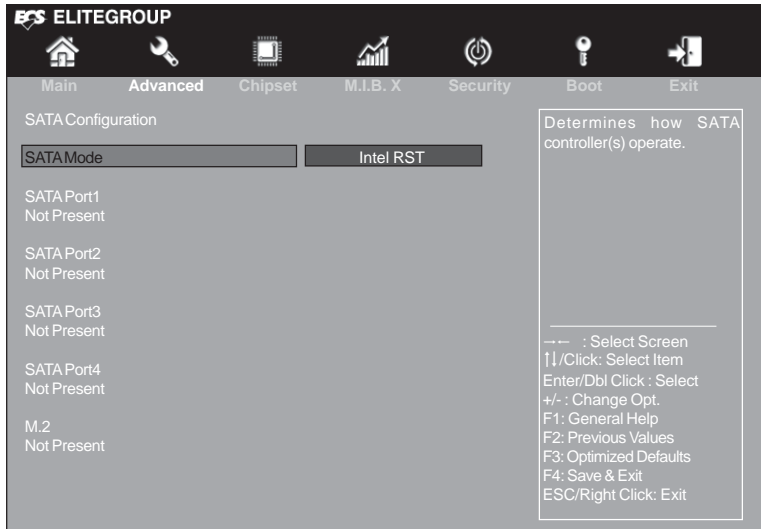 ECS ELITEGROUP
Main Advanced Chipset M.I.B. X Security Boot Exit
SATA Configuration
SATA Mode Intel RST
SATA Port1
Not Present
SATA Port2
Not Present
SATA Port3
Not Present
SATA Port4
Not Present
M.2
Not Present
Determines how SATA
controller(s) operate.
→← : Select Screen
↑↓/Click: Select Item
Enter/Dbl Click : Select
+/- : Change Opt.
F1: General Help
F2: Previous Values
F3: Optimized Defaults
F4: Save & Exit
ESC/Right Click: Exit